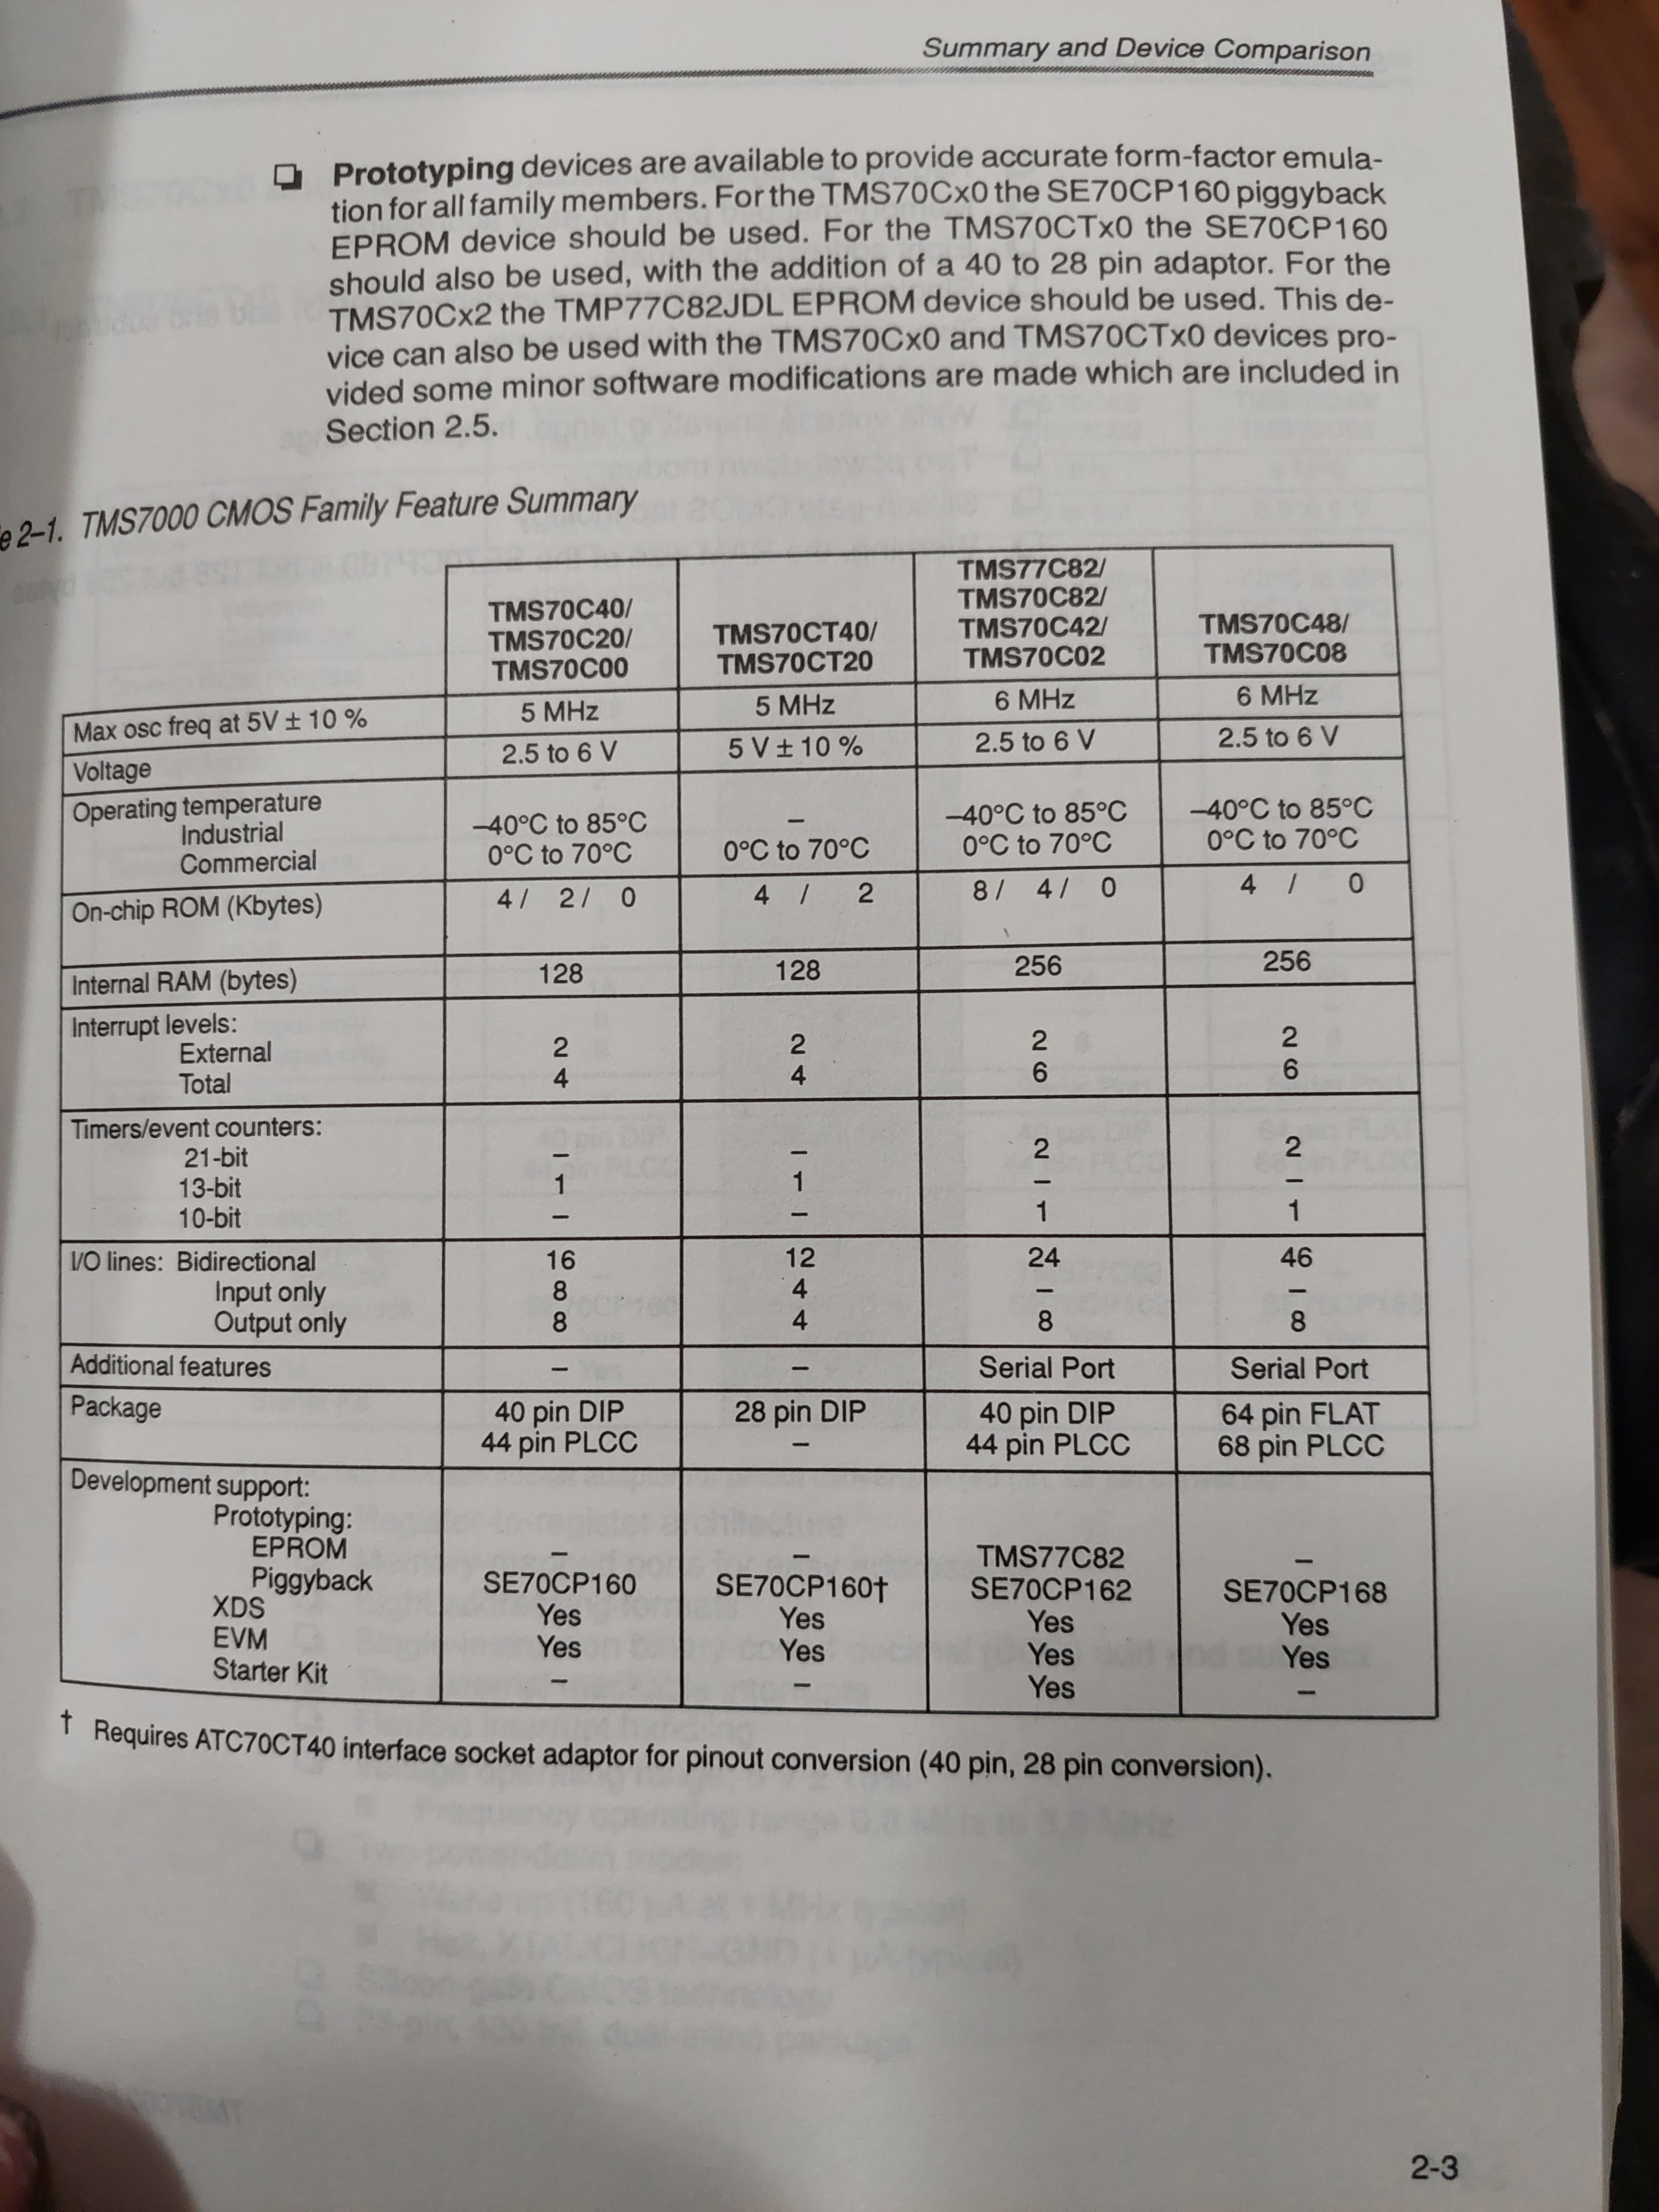 Summary and Device Comparison
❏ Prototyping devices are available to provide accurate form-factor emula-
tion for all family members. For the TMS70Cx0 the SE70CP160 piggyback
EPROM device should be used. For the TMS70CTx0 the SE70CP160
should also be used, with the addition of a 40 to 28 pin adaptor. For the
TMS70Cx2 the TMP77C82JDL EPROM device should be used. This de-
vice can also be used with the TMS70Cx0 and TMS70CTx0 devices pro-
vided some minor software modifications are made which are included in
Section 2.5.
e 2–1. TMS7000 CMOS Family Feature Summary
TMS70C40/ TMS70C20/ TMS70C00 TMS70CT40/ TMS70CT20 TMS77C82/ TMS70C82/ TMS70C42/ TMS70C02 TMS70C48/ TMS70C08
Max osc freq at 5V ± 10 % 5 MHz 5 MHz 6 MHz 6 MHz
Voltage 2.5 to 6 V 5 V ± 10 % 2.5 to 6 V 2.5 to 6 V
Operating temperature
Industrial –40°C to 85°C – –40°C to 85°C –40°C to 85°C
Commercial 0°C to 70°C 0°C to 70°C 0°C to 70°C 0°C to 70°C
On-chip ROM (Kbytes) 4 / 2 / 0 4 / 2 8 / 4 / 0 4 / 0
Internal RAM (bytes) 128 128 256 256
Interrupt levels:
External 2 2 2 2
Total 4 4 6 6
Timers/event counters:
21-bit – – 2 2
13-bit 1 1 – –
10-bit – – 1 1
I/O lines: Bidirectional 16 12 24 46
Input only 8 4 – –
Output only 8 4 8 8
Additional features – – Serial Port Serial Port
Package 40 pin DIP 28 pin DIP 40 pin DIP 64 pin FLAT
44 pin PLCC – 44 pin PLCC 68 pin PLCC
Development support:
Prototyping:
EPROM – – TMS77C82 –
Piggyback SE70CP160 SE70CP160† SE70CP162 SE70CP168
XDS Yes Yes Yes Yes
EVM Yes Yes Yes Yes
Starter Kit – – Yes –
† Requires ATC70CT40 interface socket adaptor for pinout conversion (40 pin, 28 pin conversion).
2-3